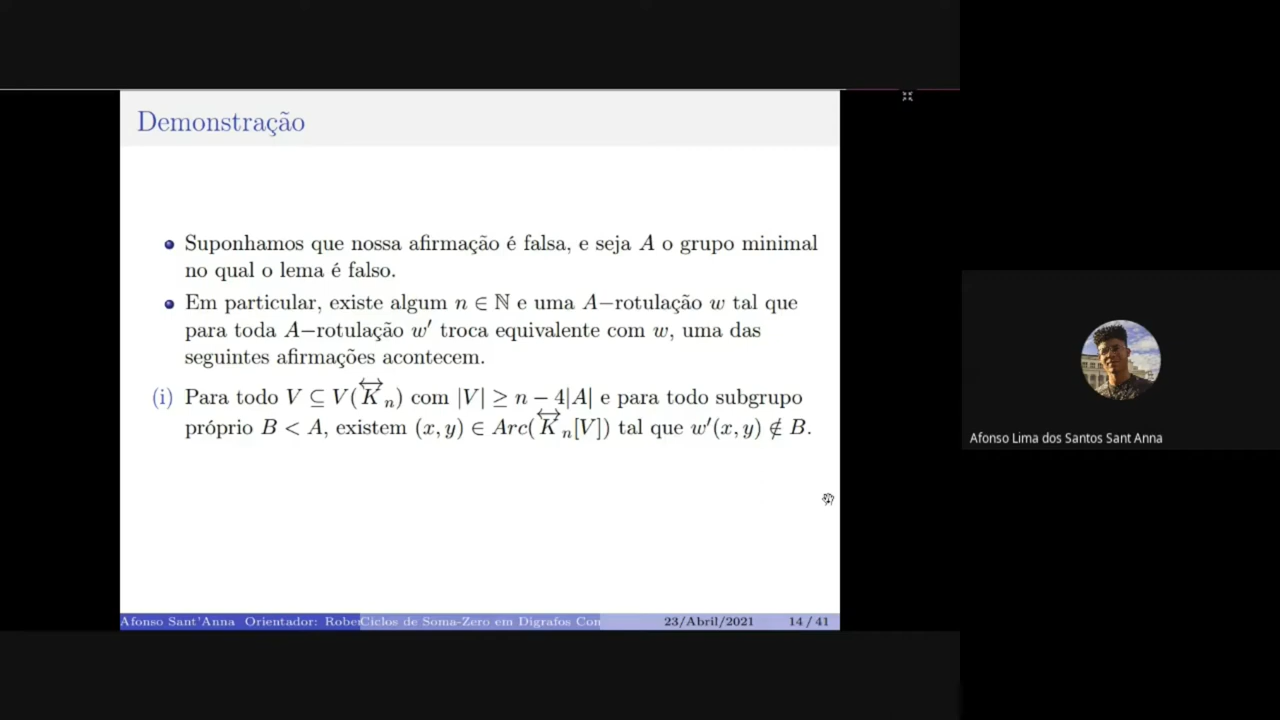 Demonstração
Suponhamos que nossa afirmação é falsa, e seja A o grupo minimal
no qual o lema é falso.
Em particular, existe algum n ∈ ℕ e uma A−rotulação w tal que
para toda A−rotulação w′ troca equivalente com w, uma das
seguintes afirmações acontecem.
(i) Para todo V ⊆ V(K⃡ₙ) com |V| ≥ n − 4|A| e para todo subgrupo
próprio B < A, existem (x, y) ∈ Arc(K⃡ₙ[V]) tal que w′(x, y) ∉ B.
Afonso Lima dos Santos Sant Anna
Afonso Sant'Anna Orientador: Rober Ciclos de Soma-Zero em Digrafos Con 23/Abril/2021 14 / 41